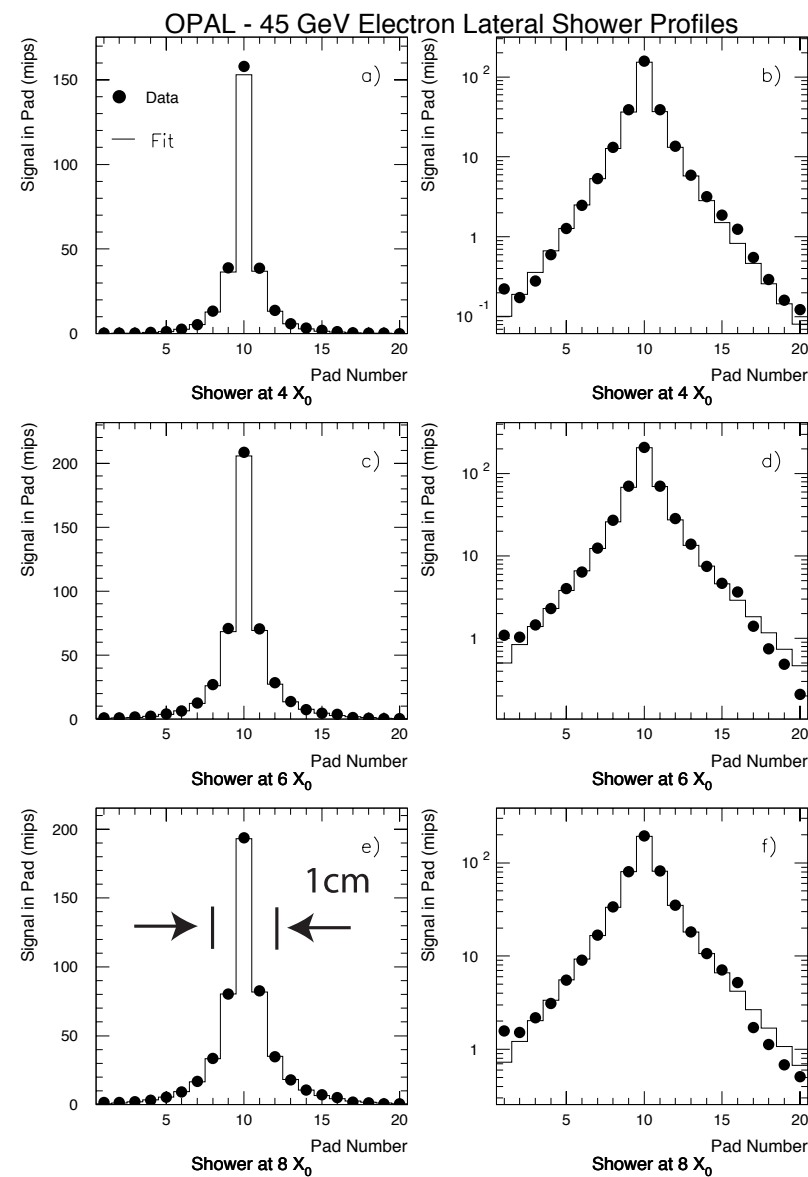 OPAL - 45 GeV Electron Lateral Shower Profiles
Signal in Pad (mips)
150
100
50
0
5
10
15
20
a)
Data
Fit
Pad Number
Shower at 4 X0
Signal in Pad (mips)
10 2
10
1
10 -1
5
10
15
20
b)
Pad Number
Shower at 4 X0
Signal in Pad (mips)
200
150
100
50
0
5
10
15
20
c)
Pad Number
Shower at 6 X0
Signal in Pad (mips)
10 2
10
1
5
10
15
20
d)
Pad Number
Shower at 6 X0
Signal in Pad (mips)
200
150
100
50
0
5
10
15
20
e)
1cm
Pad Number
Shower at 8 X0
Signal in Pad (mips)
10 2
10
1
5
10
15
20
f)
Pad Number
Shower at 8 X0